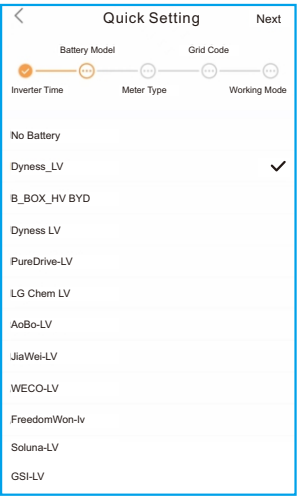 Quick Setting
Next
Battery Model
Grid Code
Inverter Time
Meter Type
Working Mode
No Battery
Dyness_LV
B_BOX_HV BYD
Dyness LV
PureDrive-LV
LG Chem LV
AoBo-LV
JiaWei-LV
WECO-LV
FreedomWon-lv
Soluna-LV
GSI-LV